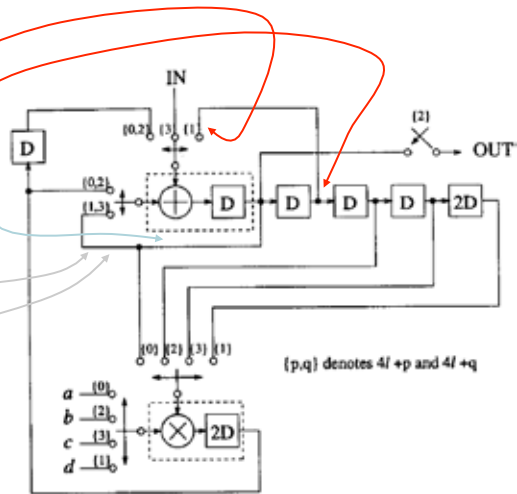 IN
{0,2} {3} {1}
{2}
OUT
D
{0,2}
{1,3}
D D D D 2D
{0} {2} {3} {1}
{p,q} denotes 4l +p and 4l +q
a {0}
b {2}
c {3}
d {1}
2D